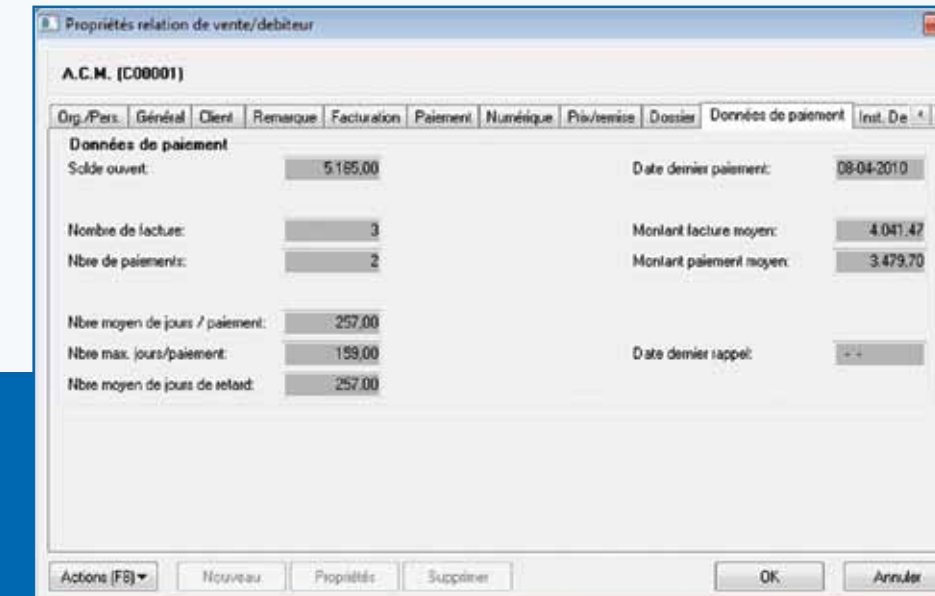 Propriétés relation de vente/debiteur
A.C.M. (C00001)
Org./Pers. Général Client Remarque Facturation Paiement Numérique Prix/remise Dossier Données de paiement Inst. De
Données de paiement
Solde ouvert: 5.165,00 Date dernier paiement: 08-04-2010
Nombre de facture: 3 Montant facture moyen: 4.041,47
Nbre de paiements: 2 Montant paiement moyen: 3.479,70
Nbre moyen de jours / paiement: 257,00
Nbre max. jours/paiement: 159,00 Date dernier rappel: - -
Nbre moyen de jours de retard: 257,00
Actions (F8) Nouveau Propriétés Supprimer OK Annuler